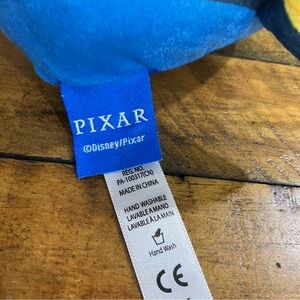 PIXAR
©Disney/Pixar
REG. NO.
PA-10031７(CN)
MADE IN CHINA
HAND WASHABLE
LAVABLE A MANO
LAVABLE À LA MAIN
Hand Wash
CE